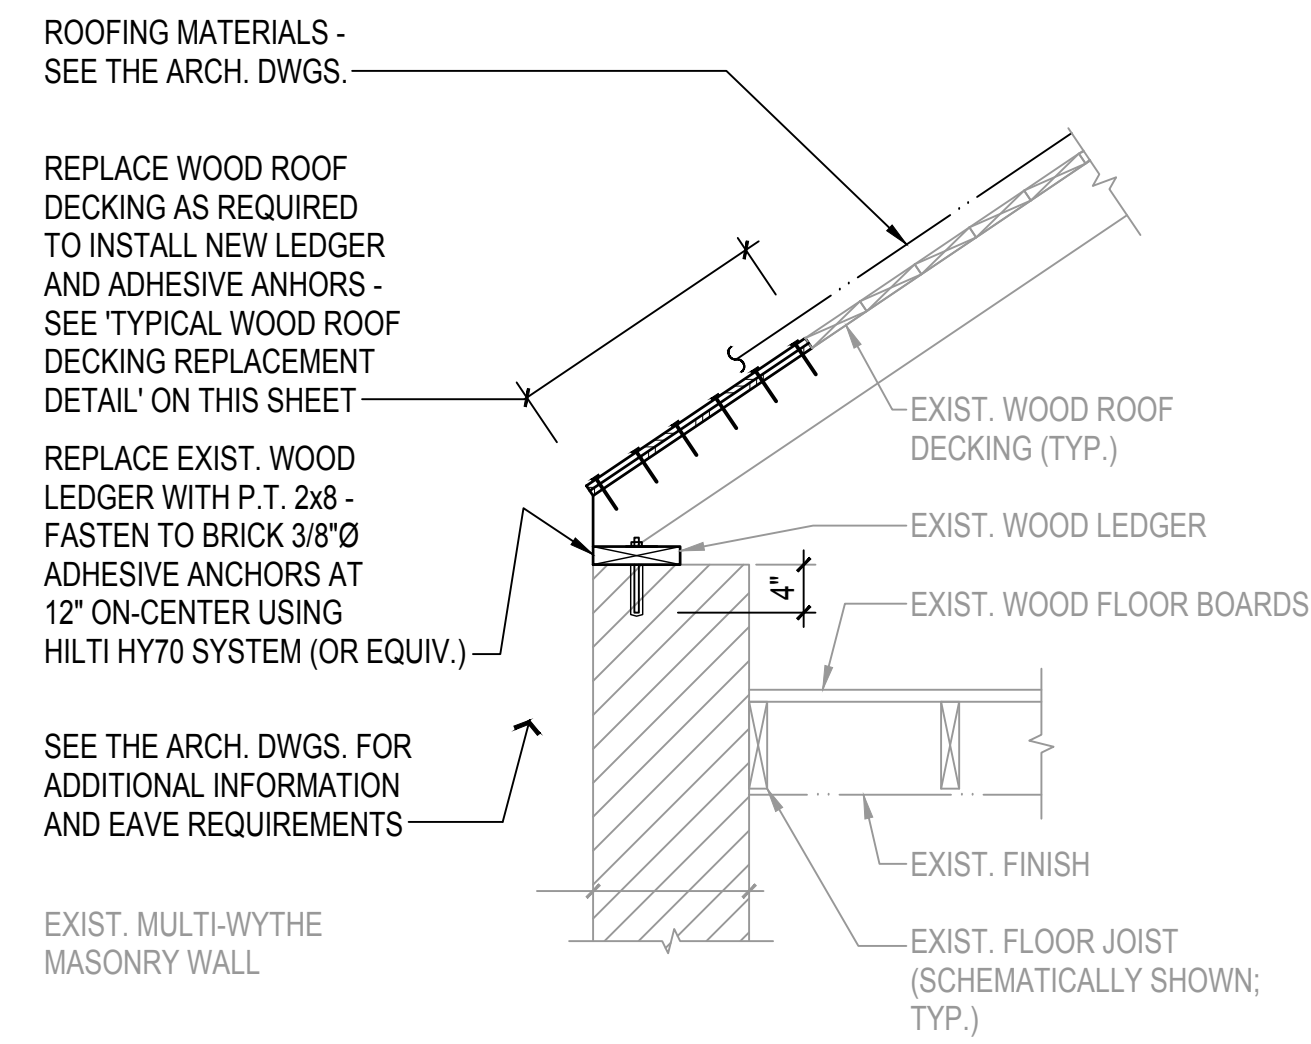 ROOFING MATERIALS -
SEE THE ARCH. DWGS.
REPLACE WOOD ROOF
DECKING AS REQUIRED
TO INSTALL NEW LEDGER
AND ADHESIVE ANHORS -
SEE 'TYPICAL WOOD ROOF
DECKING REPLACEMENT
DETAIL' ON THIS SHEET
REPLACE EXIST. WOOD
LEDGER WITH P.T. 2x8 -
FASTEN TO BRICK 3/8"Ø
ADHESIVE ANCHORS AT
12" ON-CENTER USING
HILTI HY70 SYSTEM (OR EQUIV.)
SEE THE ARCH. DWGS. FOR
ADDITIONAL INFORMATION
AND EAVE REQUIREMENTS
EXIST. MULTI-WYTHE
MASONRY WALL
4"
EXIST. WOOD ROOF
DECKING (TYP.)
EXIST. WOOD LEDGER
EXIST. WOOD FLOOR BOARDS
EXIST. FINISH
EXIST. FLOOR JOIST
(SCHEMATICALLY SHOWN;
TYP.)